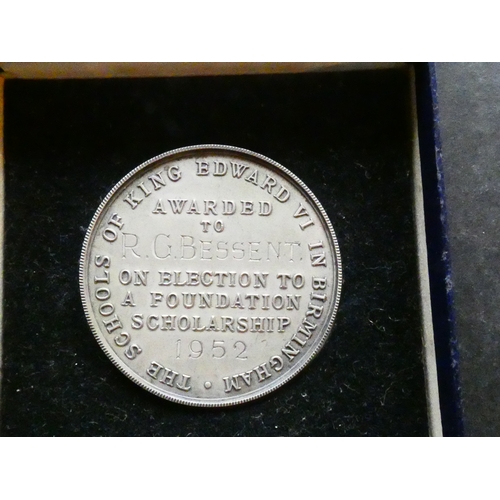 THE SCHOOLS OF KING EDWARD VI IN BIRMINGHAM •
AWARDED
TO
R.G. BESSENT.
ON ELECTION TO
A FOUNDATION
SCHOLARSHIP
1952